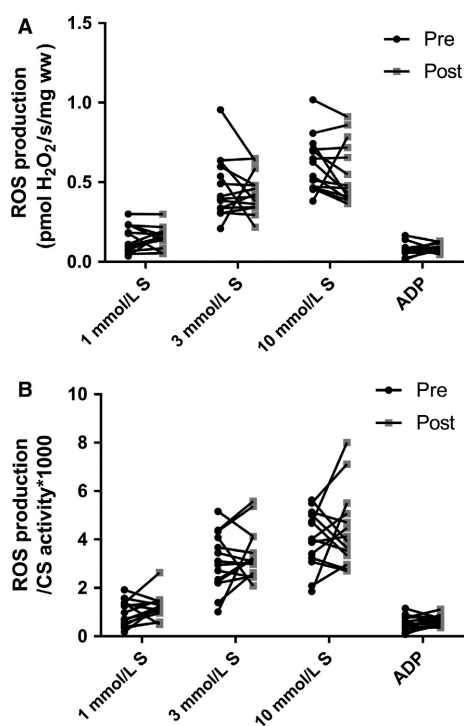 A
ROS production
(pmol H₂O₂/s/mg ww)
1.5
1.0
0.5
0.0
Pre
Post
1 mmol/L S
3 mmol/L S
10 mmol/L S
ADP
B
ROS production
/CS activity*1000
10
8
6
4
2
0
Pre
Post
1 mmol/L S
3 mmol/L S
10 mmol/L S
ADP